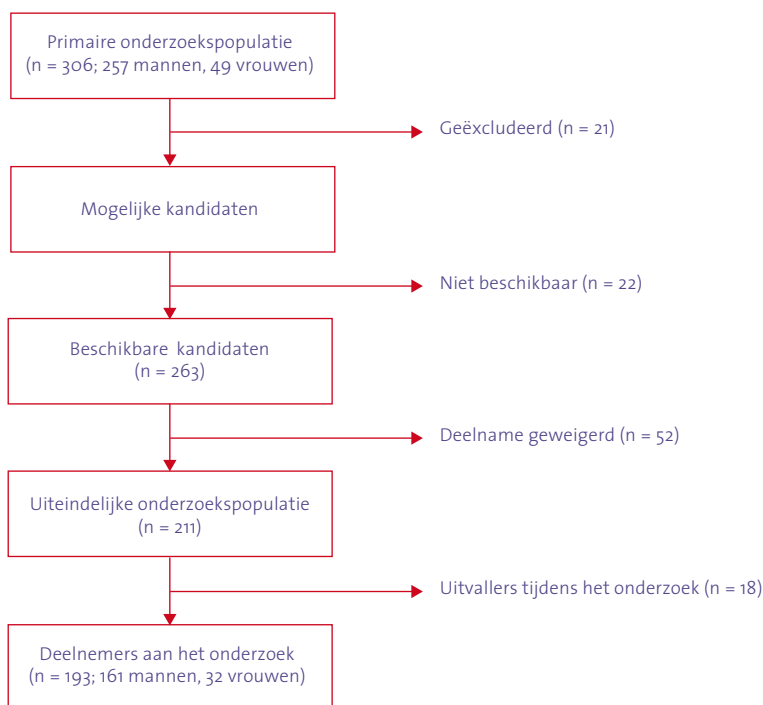 Primaire onderzoekspopulatie
(n = 306; 257 mannen, 49 vrouwen)
Geëxcludeerd (n = 21)
Mogelijke kandidaten
Niet beschikbaar (n = 22)
Beschikbare kandidaten
(n = 263)
Deelname geweigerd (n = 52)
Uiteindelijke onderzoekspopulatie
(n = 211)
Uitvallers tijdens het onderzoek (n = 18)
Deelnemers aan het onderzoek
(n = 193; 161 mannen, 32 vrouwen)